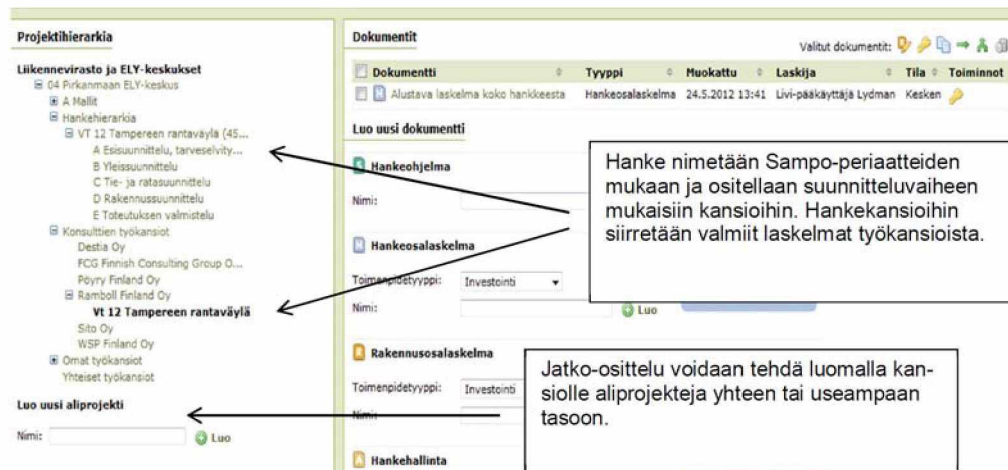 Projektihierarkia
Liikennevirasto ja ELY-keskukset
04 Pirkanmaan ELY-keskus
A Mallit
Hankehierarkia
VT 12 Tampereen rantaväylä (45...
A Esisuunnittelu, tarveselvity...
B Yleissuunnittelu
C Tie- ja ratasuunnittelu
D Rakennussuunnittelu
E Toteutuksen valmistelu
Konsulttien työkansiot
Destia Oy
FCG Finnish Consulting Group O...
Pöyry Finland Oy
Ramboll Finland Oy
Vt 12 Tampereen rantaväylä
Sito Oy
WSP Finland Oy
Omat työkansiot
Yhteiset työkansiot
Luo uusi aliprojekti
Nimi:
Luo
Dokumentit
Valitut dokumentit:
Dokumentti Tyyppi Muokattu Laskija Tila Toiminnot
H Alustava laskelma koko hankkeesta Hankeosalaskelma 24.5.2012 13:41 Livi-pääkäyttäjä Lydman Kesken
Luo uusi dokumentti
Hankeohjelma
Nimi:
H Hankeosalaskelma
Toimenpidetyyppi: Investointi
Nimi:
Luo
R Rakennusosalaskelma
Toimenpidetyyppi: Investointi
Nimi:
A Hankehallinta
Hanke nimetään Sampo-periaatteiden
mukaan ja ositellaan suunnitteluvaiheen
mukaisiin kansioihin. Hankekansioihin
siirretään valmiit laskelmat työkansioista.
Jatko-osittelu voidaan tehdä luomalla kan-
siolle aliprojekteja yhteen tai useampaan
tasoon.